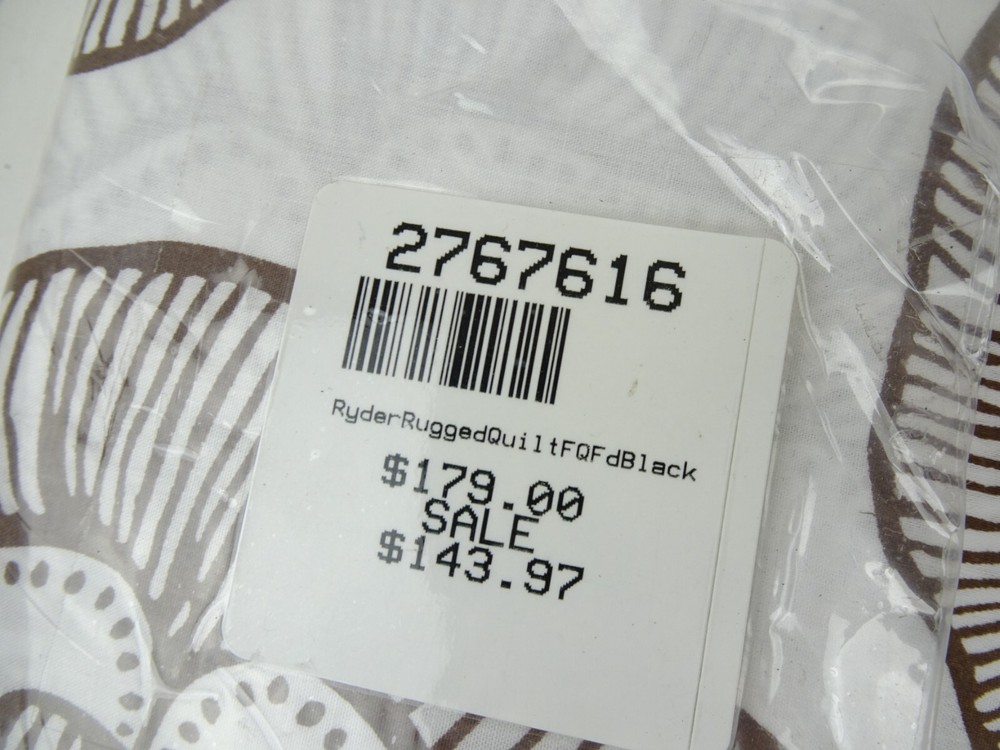 2767616
RyderRuggedQuiltFQFdBlack
$179.00
SALE
$143.97